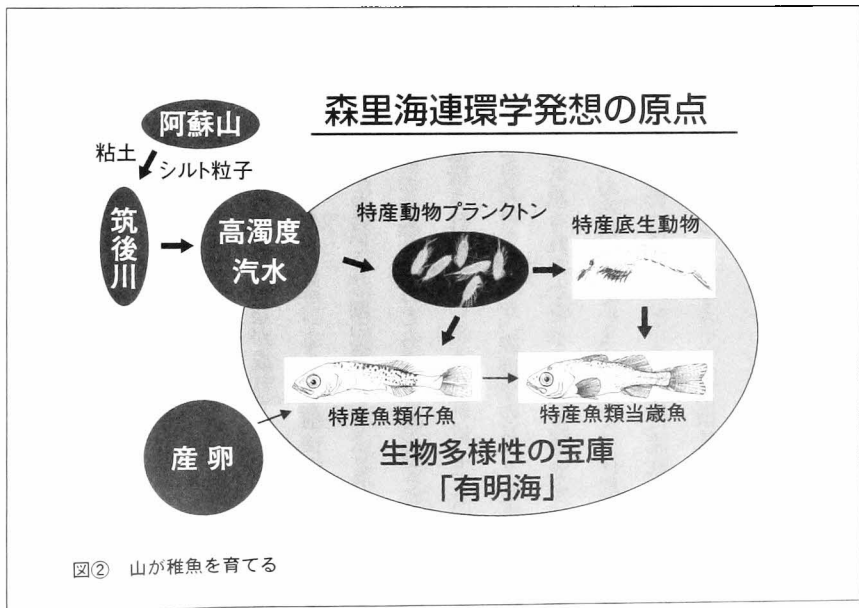 森里海連環学発想の原点
阿蘇山
粘土
シルト粒子
筑後川
高濁度
汽水
特産動物プランクトン
特産底生動物
特産魚類仔魚
特産魚類当歳魚
産卵
生物多様性の宝庫
「有明海」
図② 山が稚魚を育てる